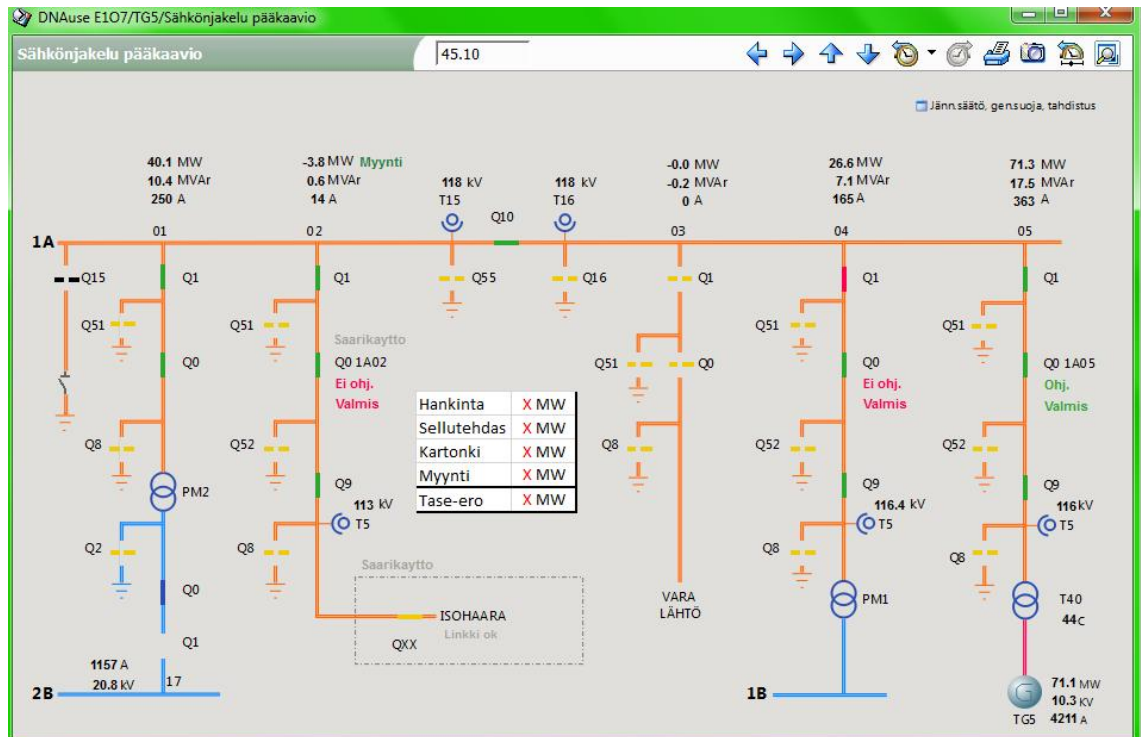 DNAuse E1O7/TG5/Sähkönjakelu pääkaavio
Sähkönjakelu pääkaavio 45.10
Jänn.säätö, gen.suoja, tahdistus
40.1 MW -3.8 MW Myynti -0.0 MW 26.6 MW 71.3 MW
10.4 MVAr 0.6 MVAr 118 kV 118 kV -0.2 MVAr 7.1 MVAr 17.5 MVAr
250 A 14 A T15 T16 0 A 165 A 363 A
Q10
01 02 03 04 05
1A
Q15 Q1 Q1 Q55 Q16 Q1 Q1 Q1
Q51 Q51 Q51 Q51
Saarikaytto
Q0 Q0 1A02 Q51 Q0 Q0 Q0 1A05
Ei ohj. Ei ohj. Ohj.
Valmis Valmis Valmis
Hankinta X MW
Sellutehdas X MW
Kartonki X MW
Myynti X MW
Tase-ero X MW
Q8 Q52 Q8 Q52 Q52
Q9 Q9 Q9
PM2 113 kV 116.4 kV 116 kV
T5 T5 T5
Q2 Q8 Q8 Q8
Saarikaytto
Q0 VARA PM1 T40
LÄHTÖ 44 C
ISOHAARA
Linkki ok
Q1 QXX
1157 A
20.8 kV 17
2B 1B
G 71.1 MW
10.3 KV
TG5 4211 A